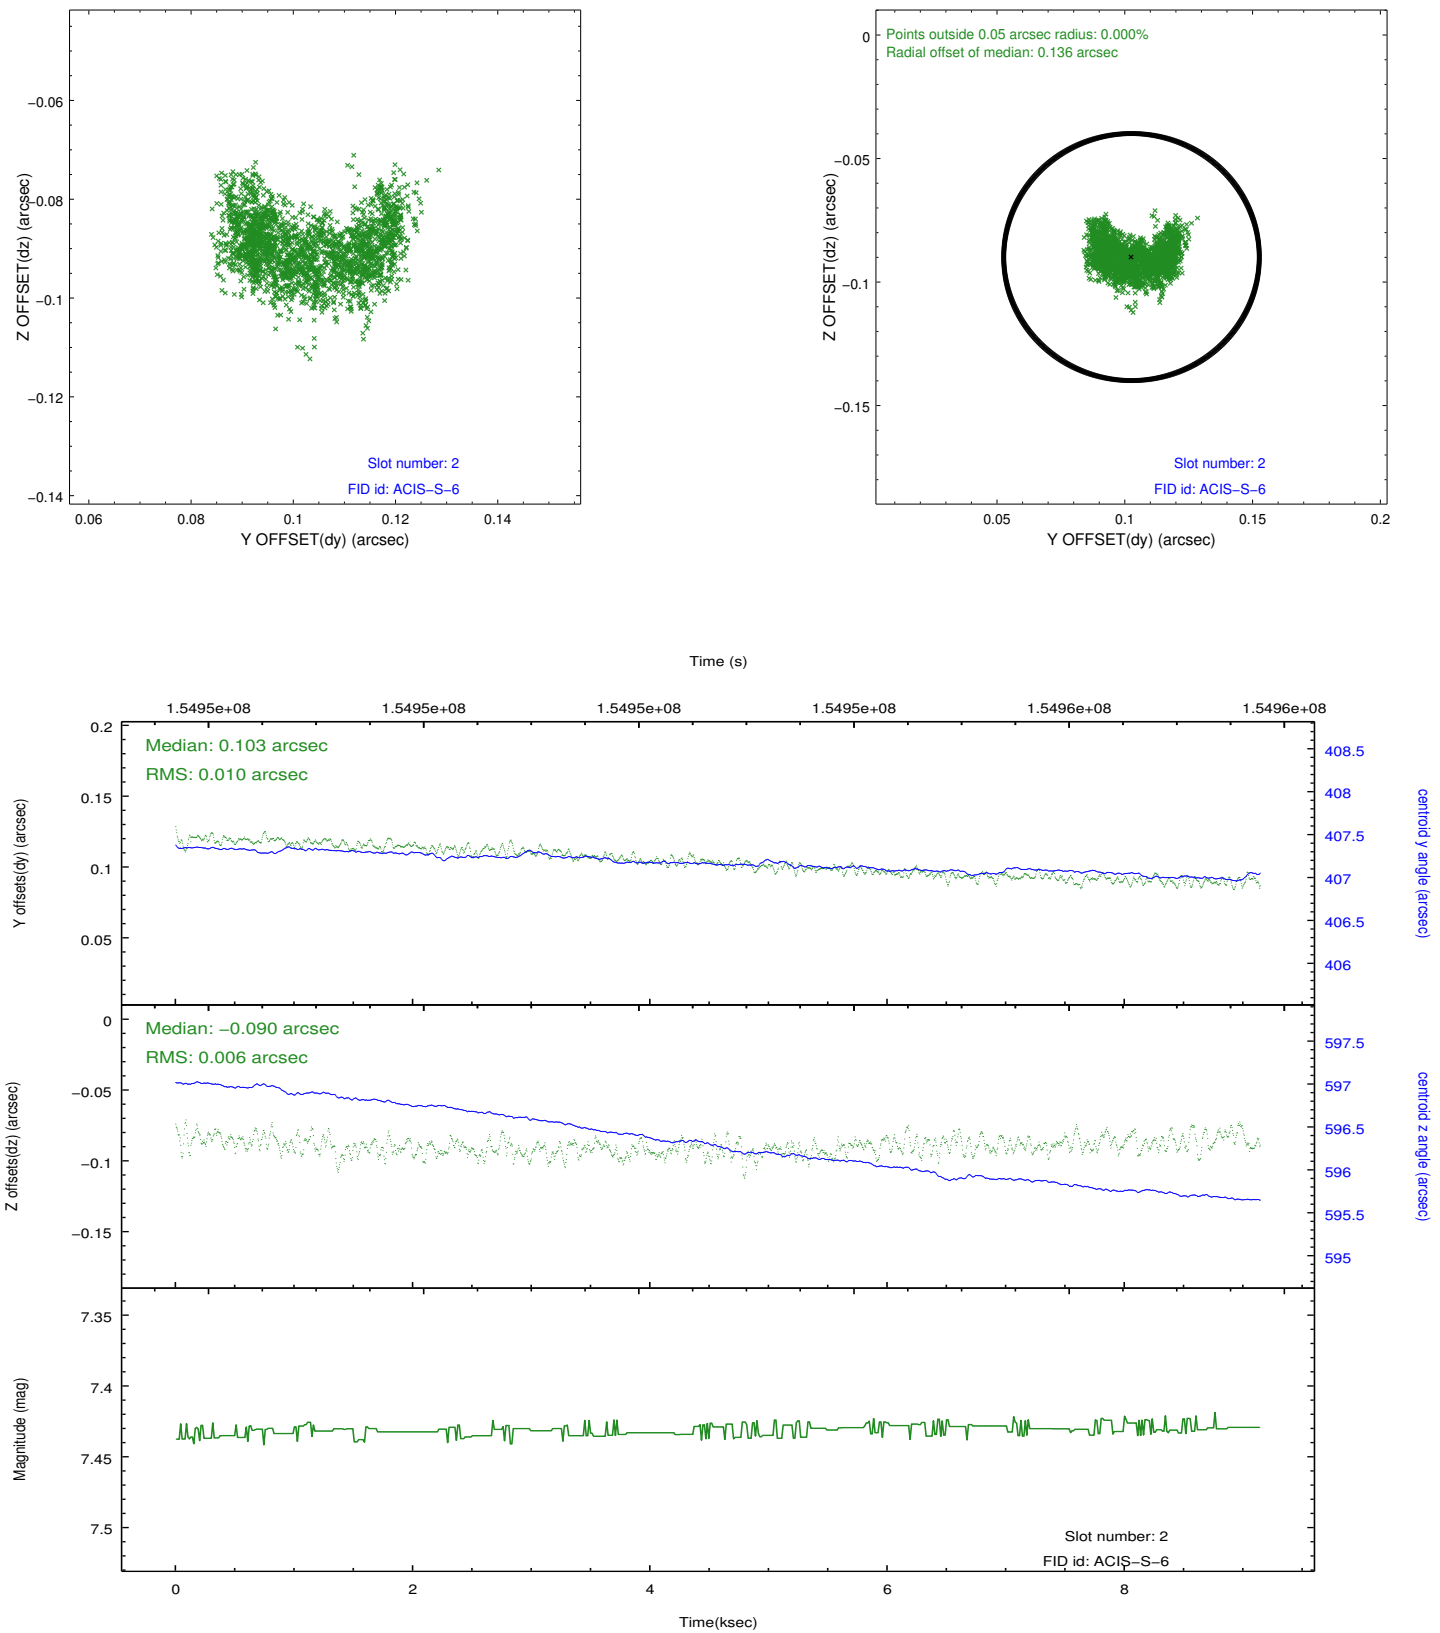 −0.06
−0.08
−0.1
−0.12
−0.14
Z OFFSET(dz) (arcsec)
Slot number: 2
FID id: ACIS−S−6
0.06 0.08 0.1 0.12 0.14
Y OFFSET(dy) (arcsec)
Points outside 0.05 arcsec radius: 0.000%
Radial offset of median: 0.136 arcsec
0
−0.05
−0.1
−0.15
Z OFFSET(dz) (arcsec)
Slot number: 2
FID id: ACIS−S−6
0.05 0.1 0.15 0.2
Y OFFSET(dy) (arcsec)
Time (s)
1.5495e+08 1.5495e+08 1.5495e+08 1.5495e+08 1.5496e+08 1.5496e+08
Median: 0.103 arcsec
RMS: 0.010 arcsec
0.2
0.15
0.1
0.05
Y offsets(dy) (arcsec)
408.5
408
407.5
407
406.5
406
centroid y angle (arcsec)
Median: −0.090 arcsec
RMS: 0.006 arcsec
0
−0.05
−0.1
−0.15
Z offsets(dz) (arcsec)
597.5
597
596.5
596
595.5
595
centroid z angle (arcsec)
7.35
7.4
7.45
7.5
Magnitude (mag)
Slot number: 2
FID id: ACIS−S−6
0 2 4 6 8
Time(ksec)